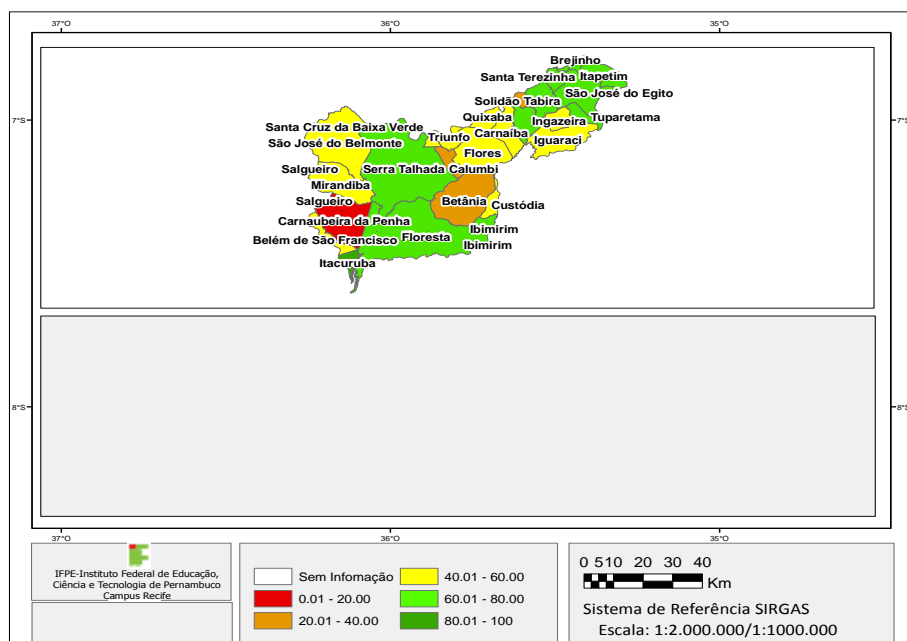 37°O 36°O 35°O
Brejinho
Santa Terezinha Itapetim
São José do Egito
Solidão Tabira
Quixaba Ingazeira Tuparetama
7°S 7°S
Santa Cruz da Baixa Verde Triunfo Carnaíba Iguaraci
São José do Belmonte Flores
Salgueiro Serra Talhada Calumbi
Mirandiba
Salgueiro Betânia Custódia
Carnaubeira da Penha
Belém de São Francisco Floresta Ibimirim
Ibimirim
Itacuruba
8°S 8°S
37°O 36°O 35°O
IFPE-Instituto Federal de Educação,
Ciência e Tecnologia de Pernambuco
Campus Recife
Sem Infomação
0.01 - 20.00
20.01 - 40.00
40.01 - 60.00
60.01 - 80.00
80.01 - 100
0 5 10 20 30 40
Km
Sistema de Referência SIRGAS
Escala: 1:2.000.000/1:1000.000